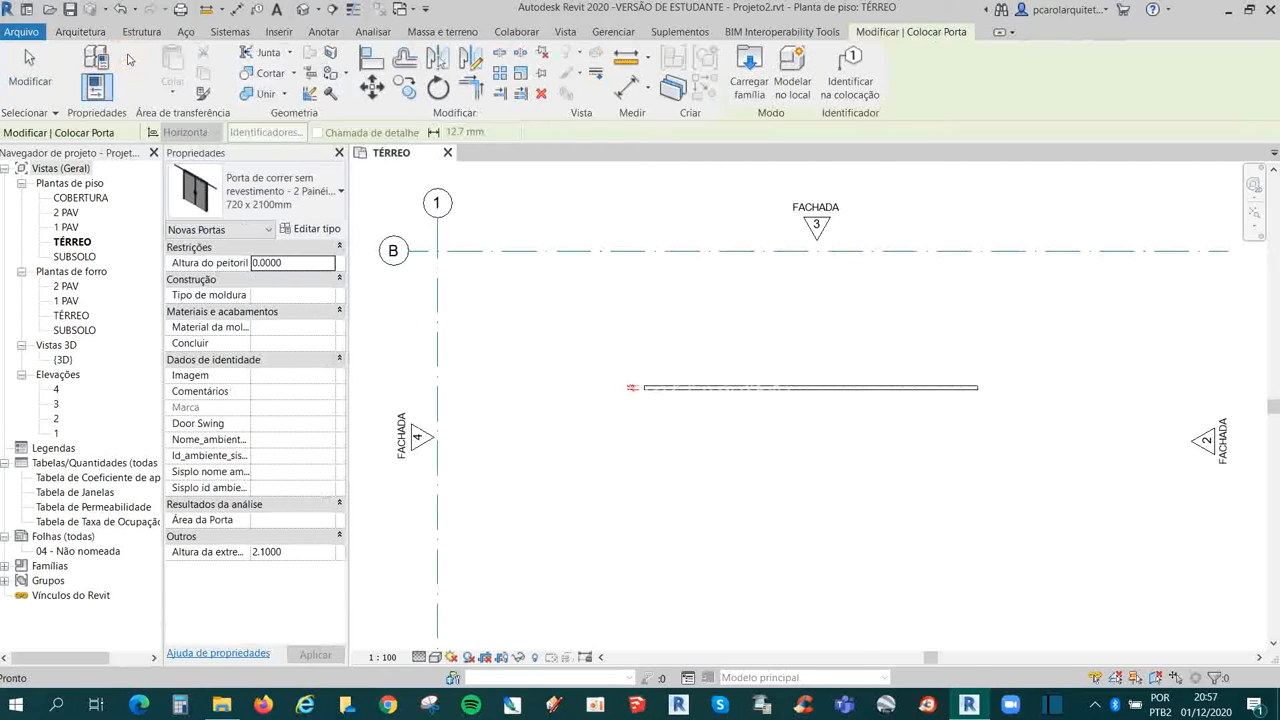 Autodesk Revit 2020 -VERSÃO DE ESTUDANTE - Projeto2.rvt - Planta de piso: TÉRREO
pcarolarquitet...
Arquivo Arquitetura Estrutura Aço Sistemas Inserir Anotar Analisar Massa e terreno Colaborar Vista Gerenciar Suplementos BIM Interoperability Tools Modificar | Colocar Porta
Modificar
Colar
Junta
Cortar
Unir
Carregar família
Modelar no local
Identificar na colocação
Selecionar Propriedades Área de transferência Geometria Modificar Vista Medir Criar Modo Identificador
Modificar | Colocar Porta Horizonta Identificadores... Chamada de detalhe 12.7 mm
Navegador de projeto - Projet...
Vistas (Geral)
Plantas de piso
COBERTURA
2 PAV
1 PAV
TÉRREO
SUBSOLO
Plantas de forro
2 PAV
1 PAV
TÉRREO
SUBSOLO
Vistas 3D
{3D}
Elevações
4
3
2
1
Legendas
Tabelas/Quantidades (todas
Tabela de Coeficiente de ap
Tabela de Janelas
Tabela de Permeabilidade
Tabela de Taxa de Ocupação
Folhas (todas)
04 - Não nomeada
Famílias
Grupos
Vínculos do Revit
Propriedades
Porta de correr sem
revestimento - 2 Painéi...
720 x 2100mm
Novas Portas Editar tipo
Restrições
Altura do peitoril 0.0000
Construção
Tipo de moldura
Materiais e acabamentos
Material da mol...
Concluir
Dados de identidade
Imagem
Comentários
Marca
Door Swing
Nome_ambient...
Id_ambiente_sis...
Sisplo nome am...
Sisplo id ambie...
Resultados da análise
Área da Porta
Outros
Altura da extre... 2.1000
Ajuda de propriedades Aplicar
TÉRREO
1
B
FACHADA
3
FACHADA
4
FACHADA
2
1 : 100
Pronto
:0
Modelo principal
:0
POR
PTB2
20:57
01/12/2020